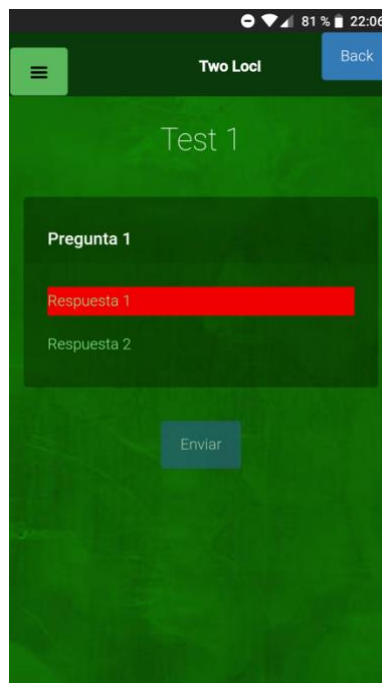 81 % 22:06
Two Loci
Back
Test 1
Pregunta 1
Respuesta 1
Respuesta 2
Enviar